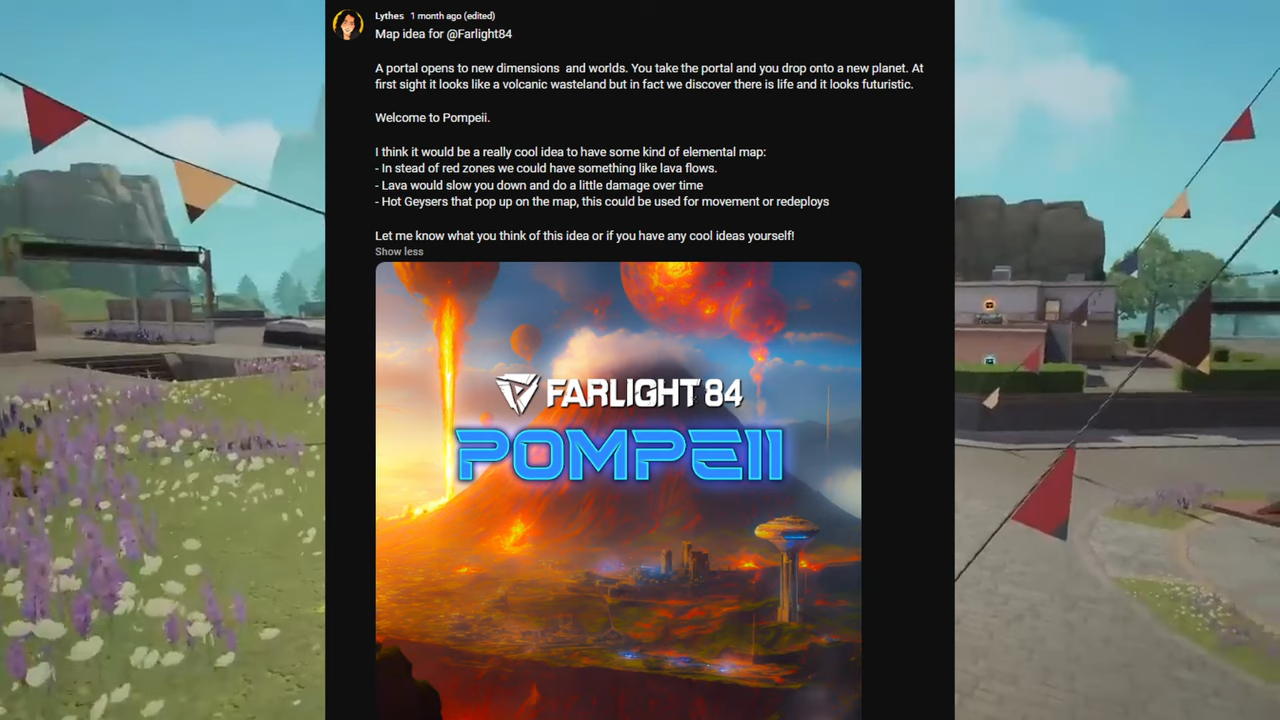 Lythes 1 month ago (edited)
Map idea for @Farlight84
A portal opens to new dimensions and worlds. You take the portal and you drop onto a new planet. At
first sight it looks like a volcanic wasteland but in fact we discover there is life and it looks futuristic.
Welcome to Pompeii.
I think it would be a really cool idea to have some kind of elemental map:
- In stead of red zones we could have something like lava flows.
- Lava would slow you down and do a little damage over time
- Hot Geysers that pop up on the map, this could be used for movement or redeploys
Let me know what you think of this idea or if you have any cool ideas yourself!
Show less
FARLIGHT 84
POMPEII